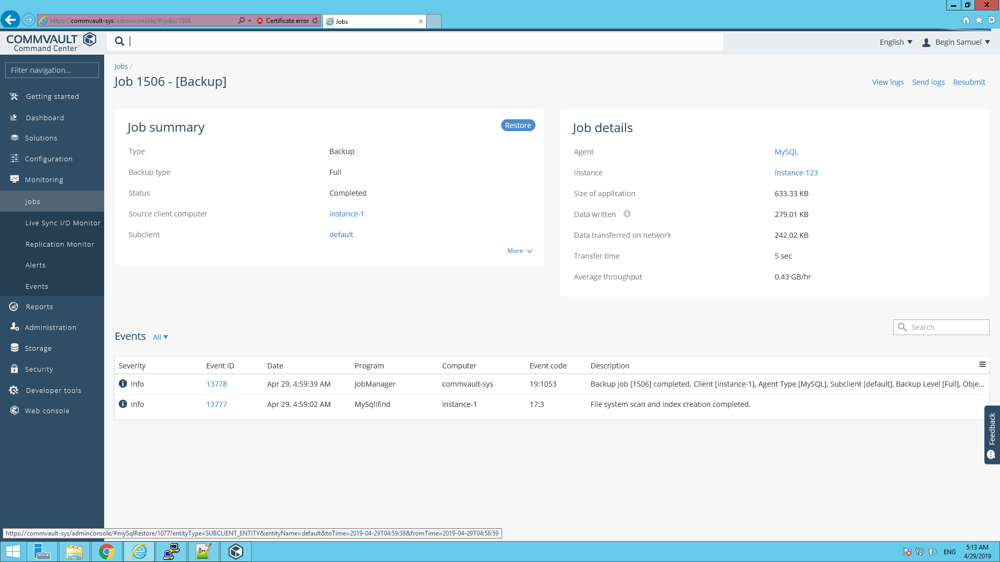 https://commvault-sys/adminconsole/#/jobs/1506
Certificate error
Jobs
COMMVAULT
Command Center
English
Begin Samuel
Filter navigation...
Getting started
Dashboard
Solutions
Configuration
Monitoring
Jobs
Live Sync I/O Monitor
Replication Monitor
Alerts
Events
Reports
Administration
Storage
Security
Developer tools
Web console
Jobs /
Job 1506 - [Backup]
View logs Send logs Resubmit
Job summary
Restore
Type Backup
Backup type Full
Status Completed
Source client computer instance-1
Subclient default
More
Job details
Agent MySQL
Instance instance-123
Size of application 633.33 KB
Data written 279.01 KB
Data transferred on network 242.02 KB
Transfer time 5 sec
Average throughput 0.43 GB/hr
Events All
Search
Severity Event ID Date Program Computer Event code Description
Info 13778 Apr 29, 4:59:39 AM JobManager commvault-sys 19:1053 Backup job [1506] completed. Client [instance-1], Agent Type [MySQL], Subclient [default], Backup Level [Full], Obje...
Info 13777 Apr 29, 4:59:02 AM MySqlIfind instance-1 17:3 File system scan and index creation completed.
Feedback
https://commvault-sys/adminconsole/#mySqlRestore/1077?entityType=SUBCLIENT_ENTITY&entityName=default&toTime=2019-04-29T04:59:38&fromTime=2019-04-29T04:58:59
ENG
5:13 AM
4/29/2019